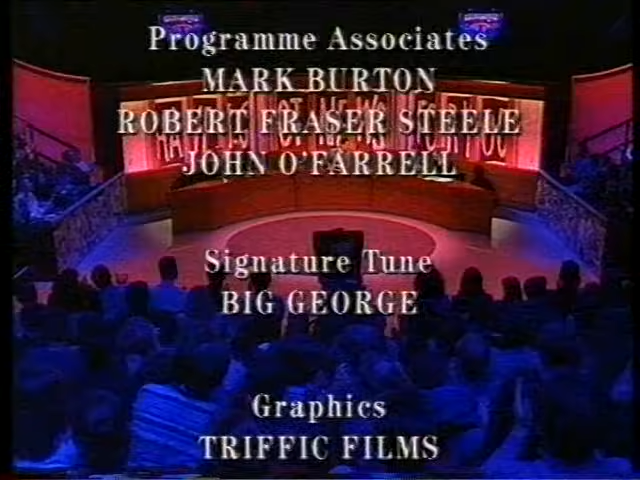 Programme Associates
MARK BURTON
ROBERT FRASER STEELE
JOHN O'FARRELL
Signature Tune
BIG GEORGE
Graphics
TRIFFIC FILMS